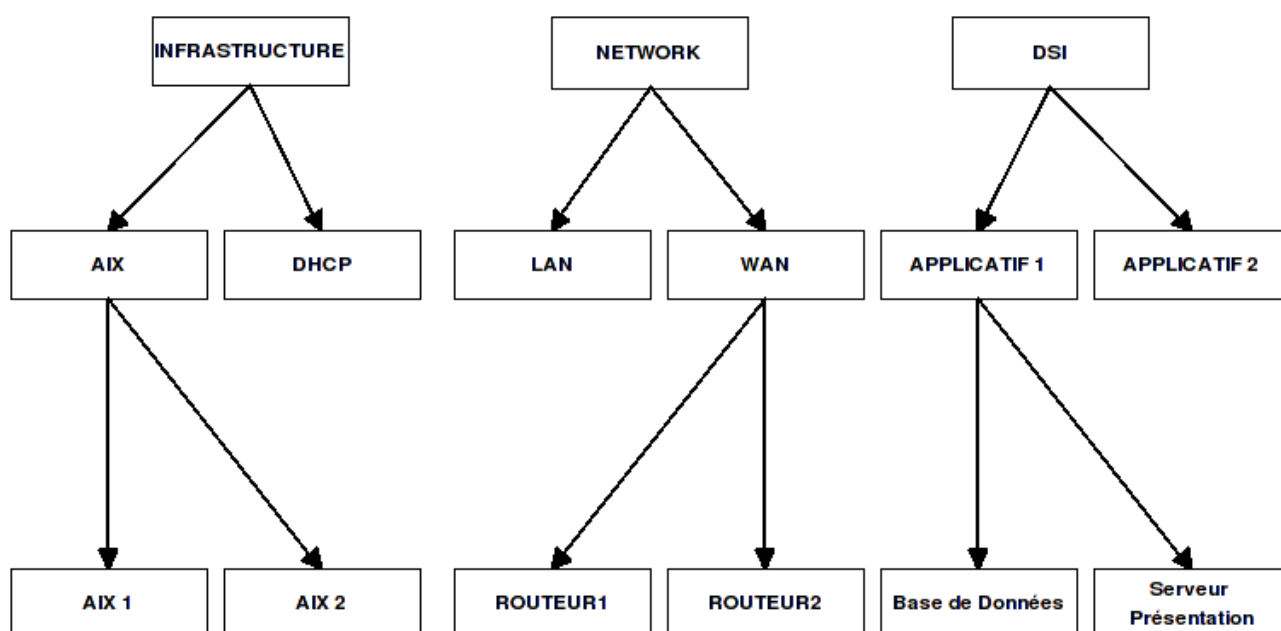 INFRASTRUCTURE
NETWORK
DSI
AIX
DHCP
LAN
WAN
APPLICATIF 1
APPLICATIF 2
AIX 1
AIX 2
ROUTEUR1
ROUTEUR2
Base de Données
Serveur
Présentation